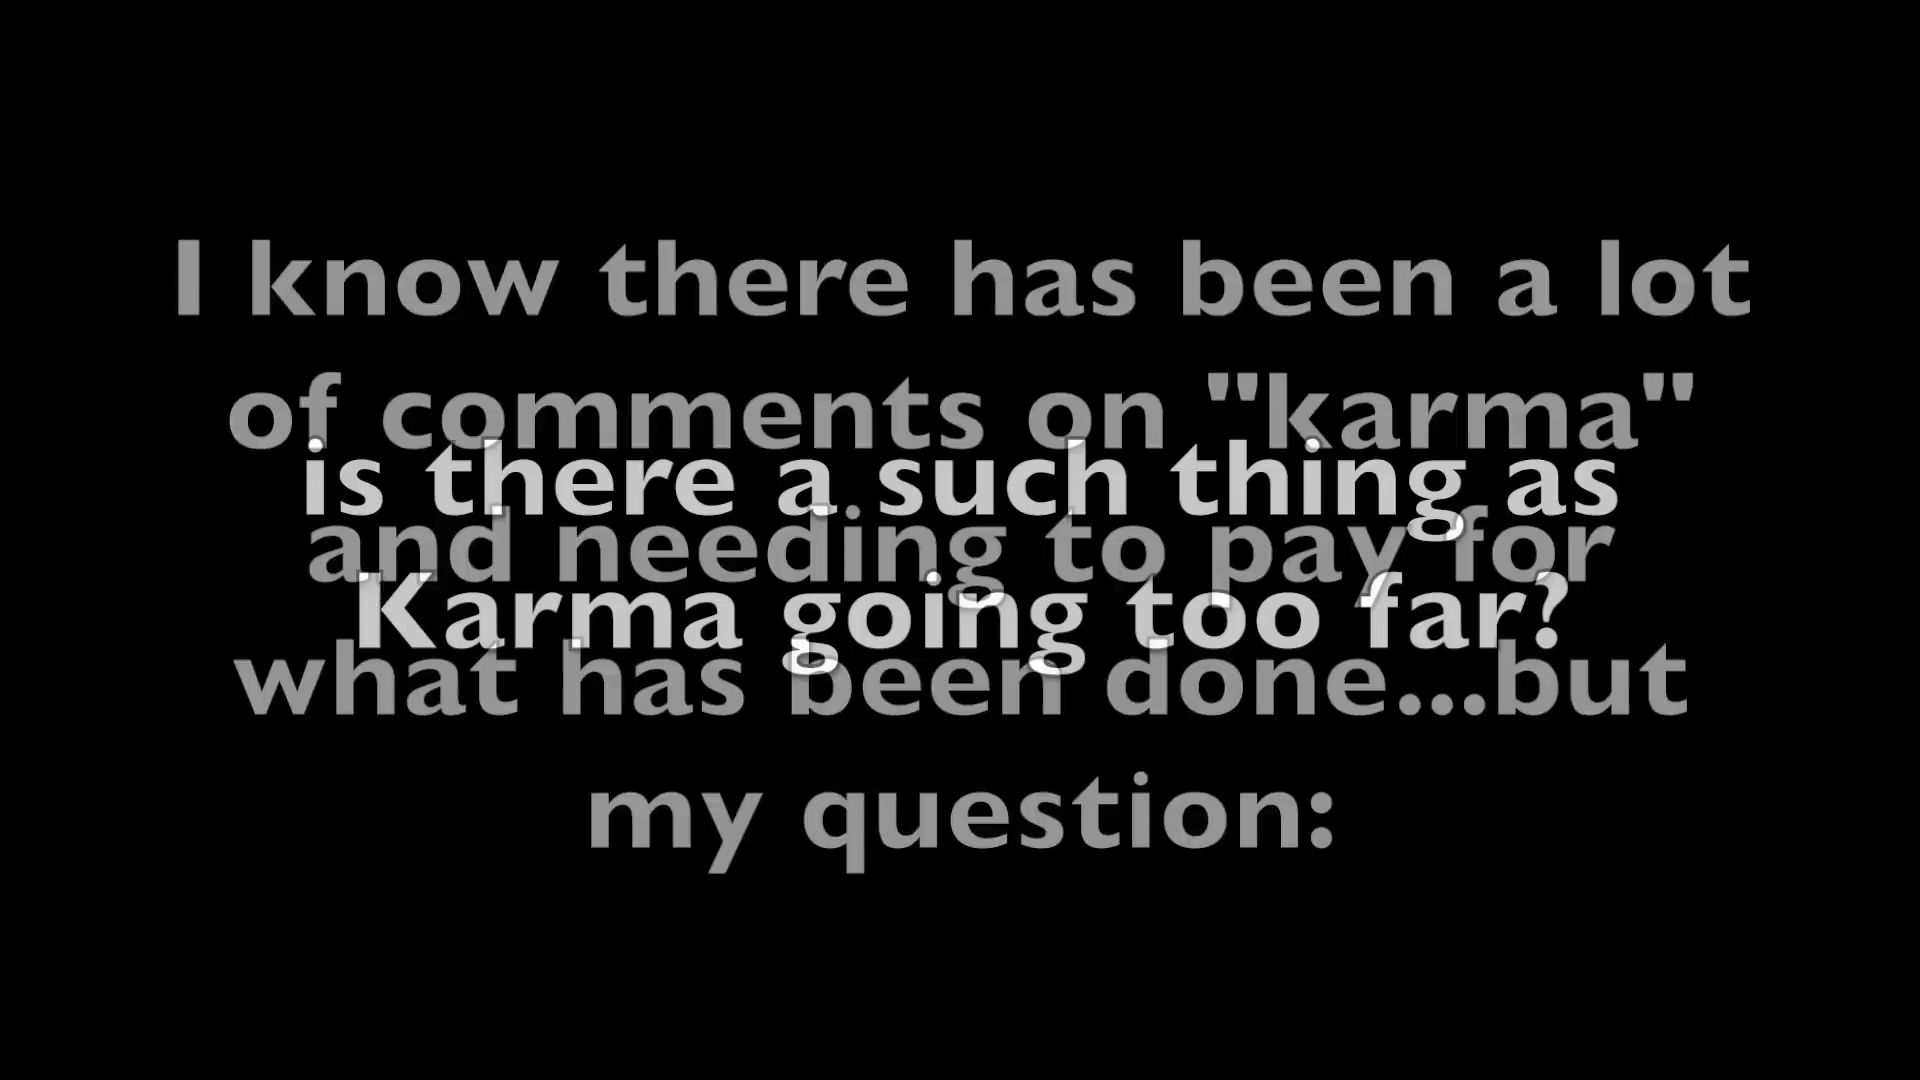 I know there has been a lot
of comments on "karma"
and needing to pay for
what has been done...but
my question:
is there a such thing as
Karma going too far?